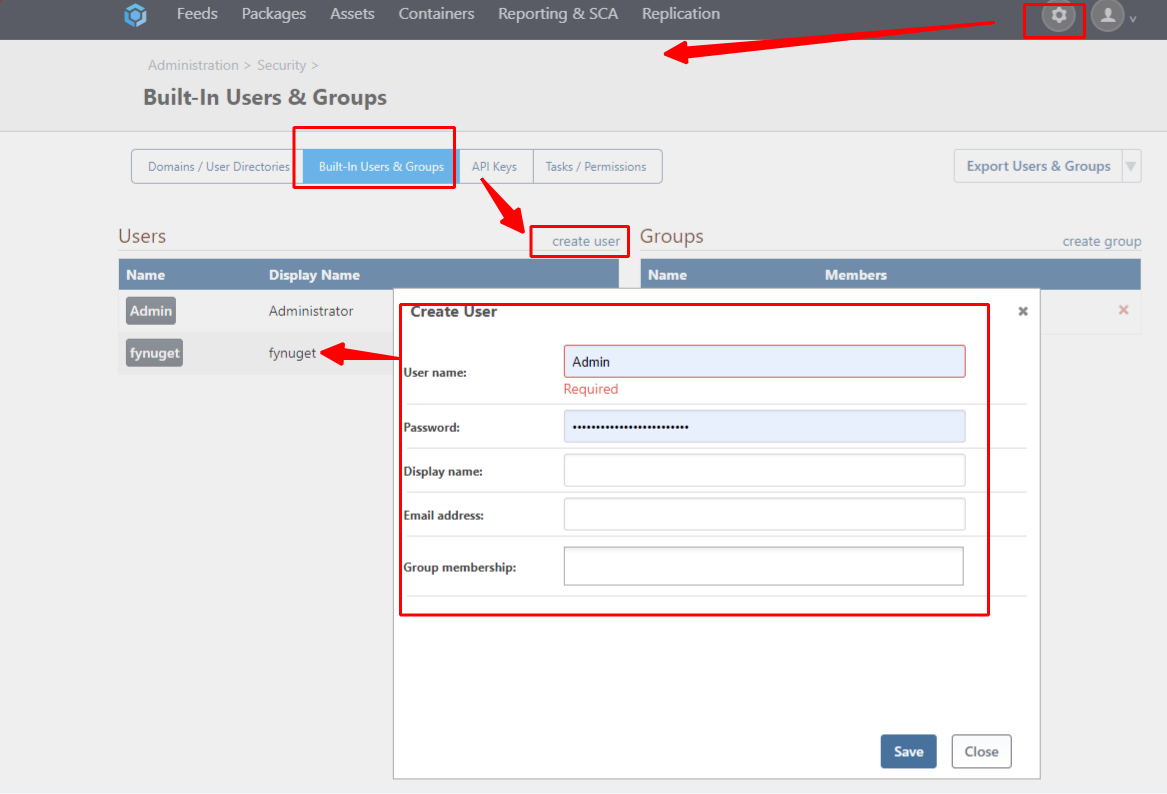 Feeds Packages Assets Containers Reporting & SCA Replication
Administration > Security >
Built-In Users & Groups
Domains / User Directories Built-In Users & Groups API Keys Tasks / Permissions Export Users & Groups
Users create user Groups create group
Name Display Name Name Members
Admin Administrator
fynuget fynuget
Create User
User name: Admin
Required
Password: •••••••••••••••••••••••••
Display name:
Email address:
Group membership:
Save Close